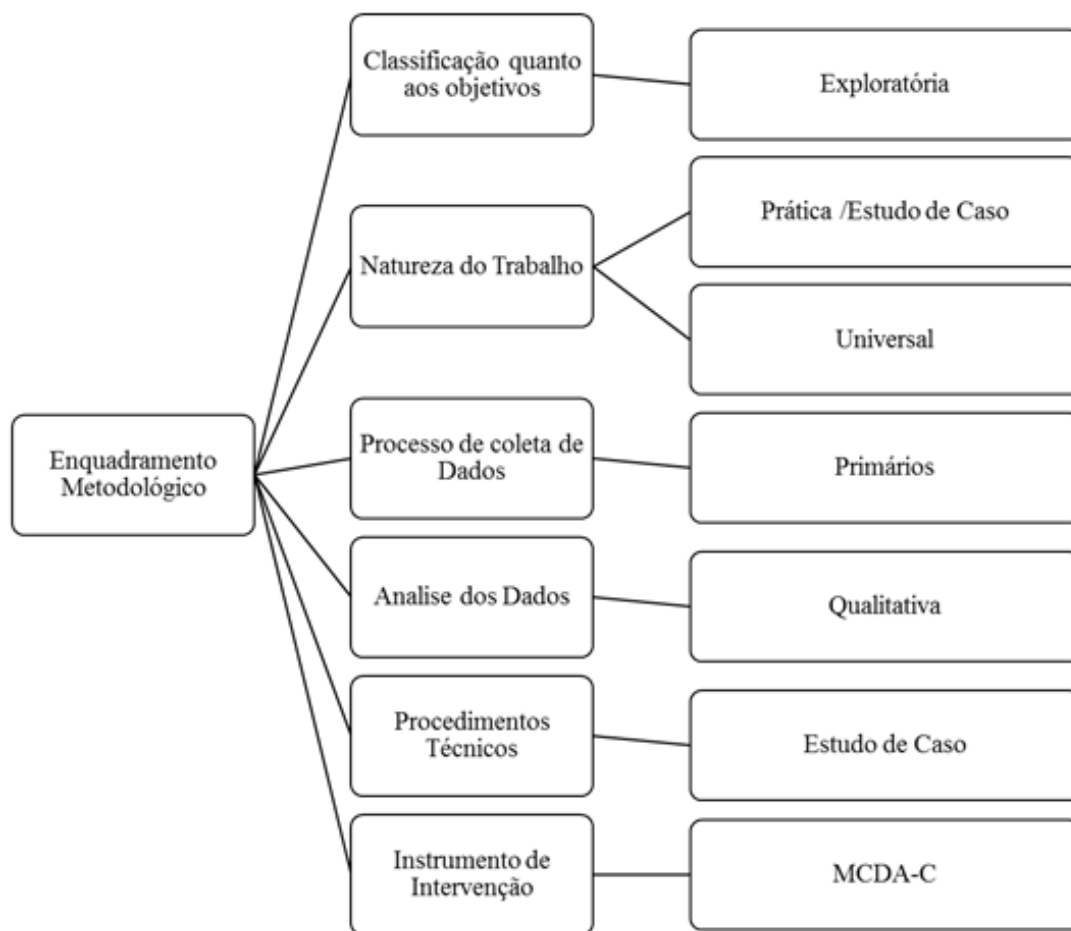 Classificação quanto
aos objetivos
Exploratória
Natureza do Trabalho
Prática /Estudo de Caso
Universal
Enquadramento
Metodológico
Processo de coleta de
Dados
Primários
Analise dos Dados
Qualitativa
Procedimentos
Técnicos
Estudo de Caso
Instrumento de
Intervenção
MCDA-C